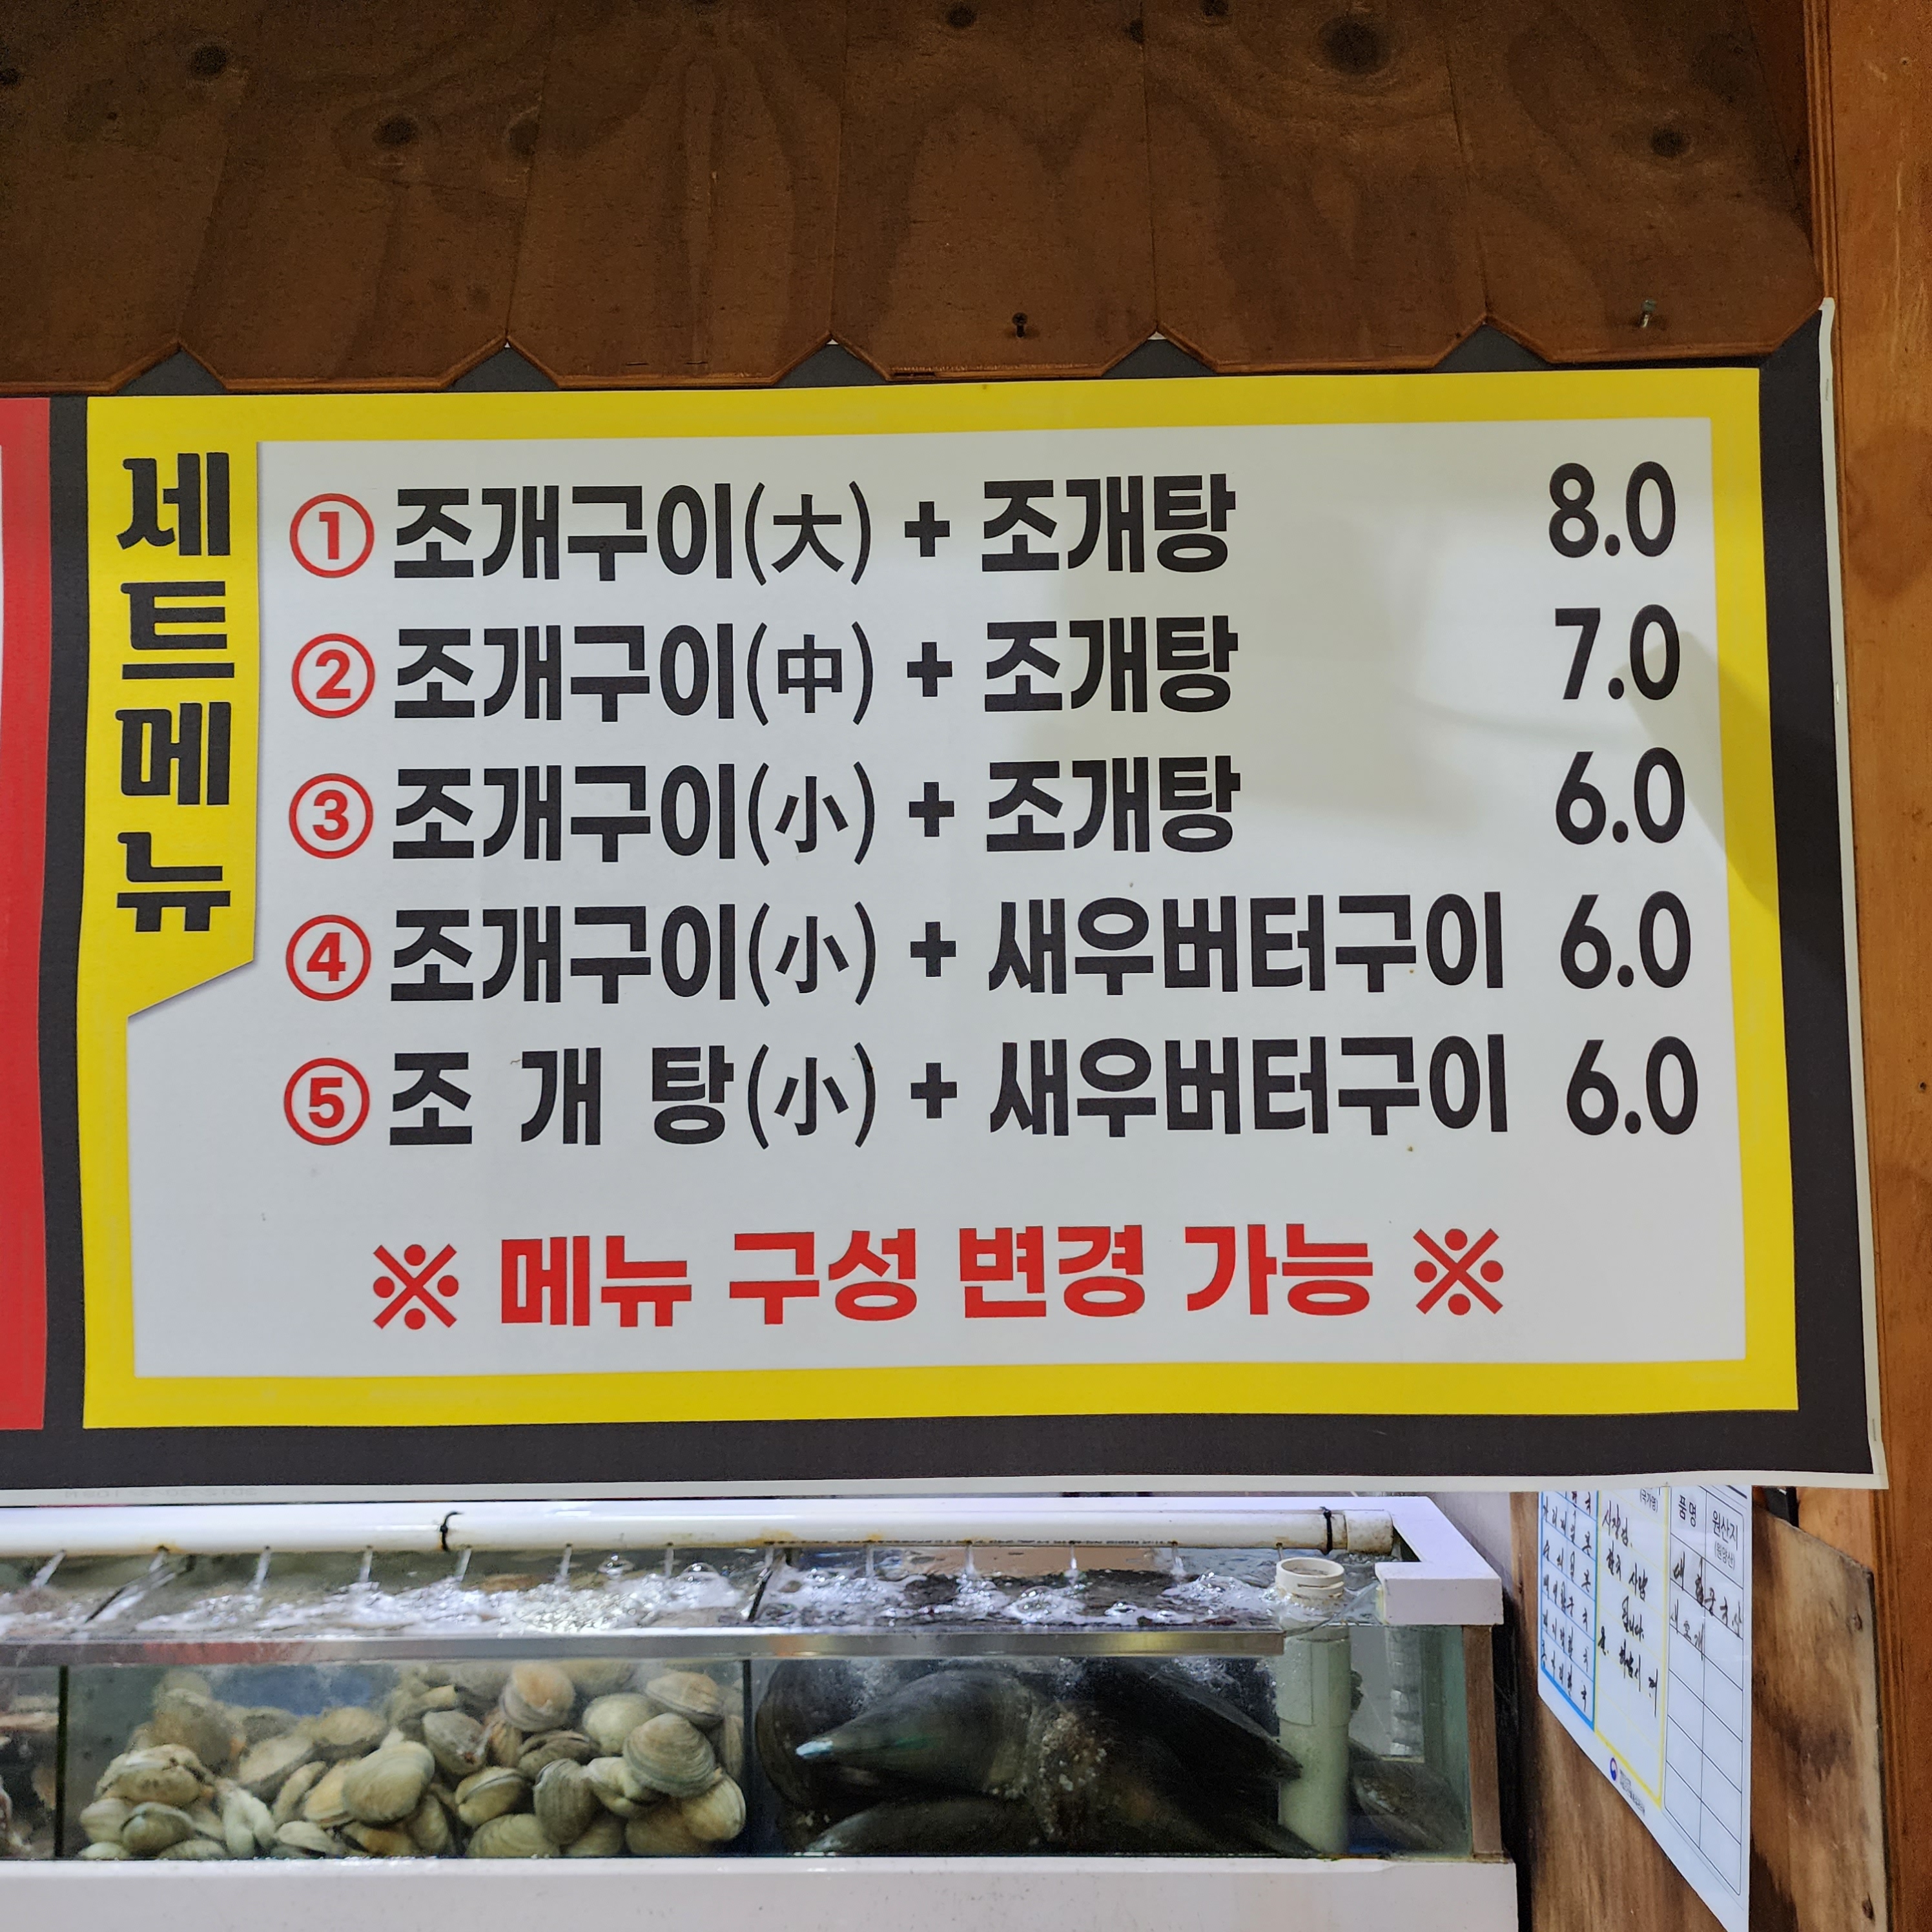 세트메뉴
① 조개구이(大) + 조개탕 8.0
② 조개구이(中) + 조개탕 7.0
③ 조개구이(小) + 조개탕 6.0
④ 조개구이(小) + 새우버터구이 6.0
⑤ 조 개 탕(小) + 새우버터구이 6.0
※ 메뉴 구성 변경 가능 ※
품명
원산지